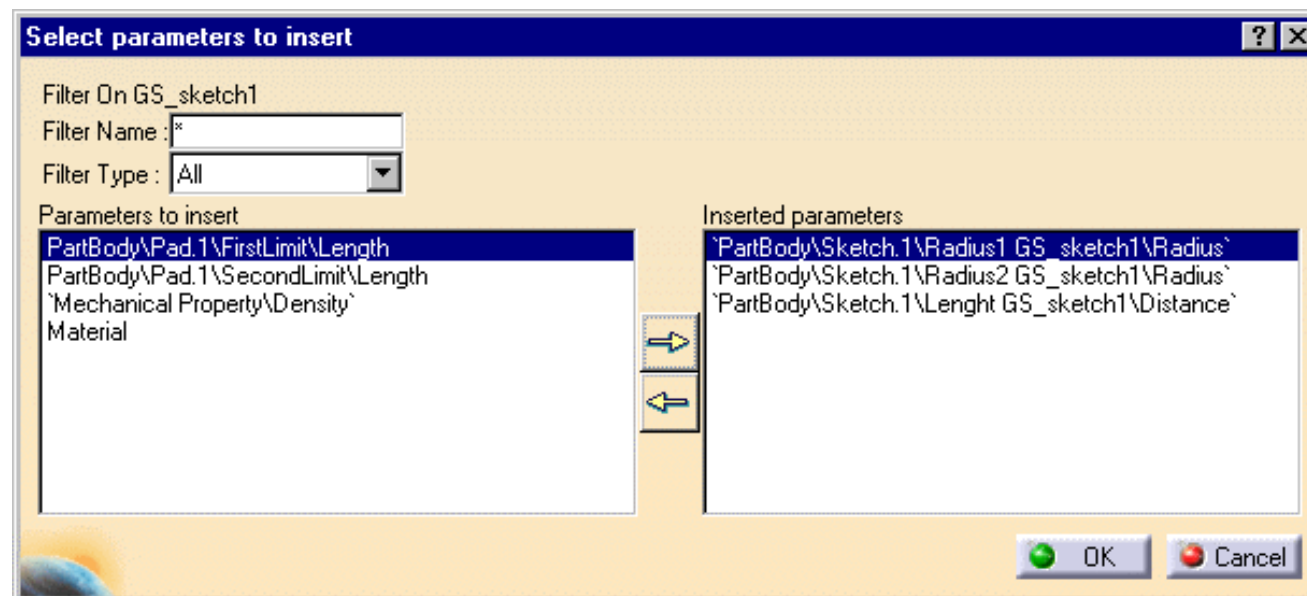 Select parameters to insert
Filter On GS_sketch1
Filter Name : *
Filter Type : All
Parameters to insert
PartBody\Pad.1\FirstLimit\Length
PartBody\Pad.1\SecondLimit\Length
`Mechanical Property\Density`
Material
Inserted parameters
`PartBody\Sketch.1\Radius1 GS_sketch1\Radius`
`PartBody\Sketch.1\Radius2 GS_sketch1\Radius`
`PartBody\Sketch.1\Lenght GS_sketch1\Distance`
OK
Cancel